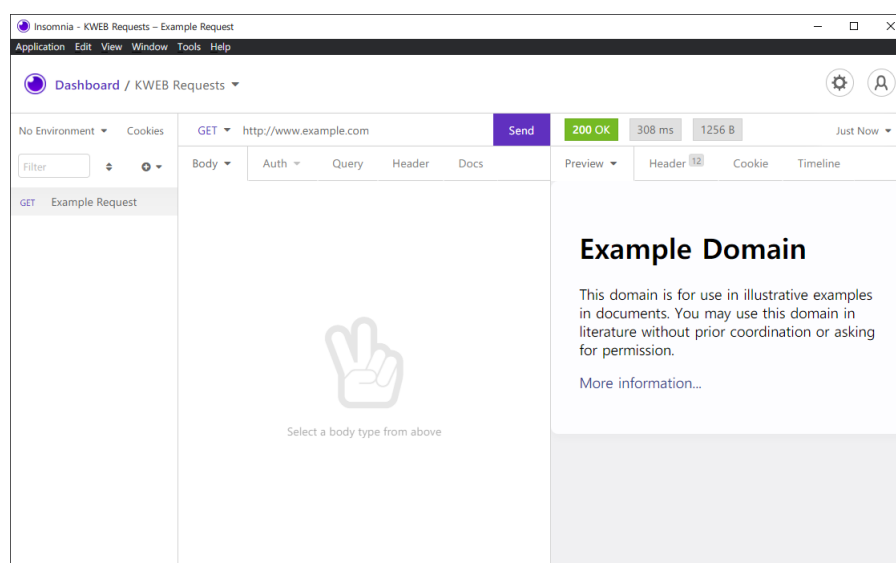 Insomnia - KWEB Requests – Example Request
Application Edit View Window Tools Help
Dashboard / KWEB Requests
No Environment Cookies
GET http://www.example.com Send
200 OK 308 ms 1256 B Just Now
Filter
Body Auth Query Header Docs
Preview Header 12 Cookie Timeline
GET Example Request
Example Domain
This domain is for use in illustrative examples
in documents. You may use this domain in
literature without prior coordination or asking
for permission.
More information...
Select a body type from above